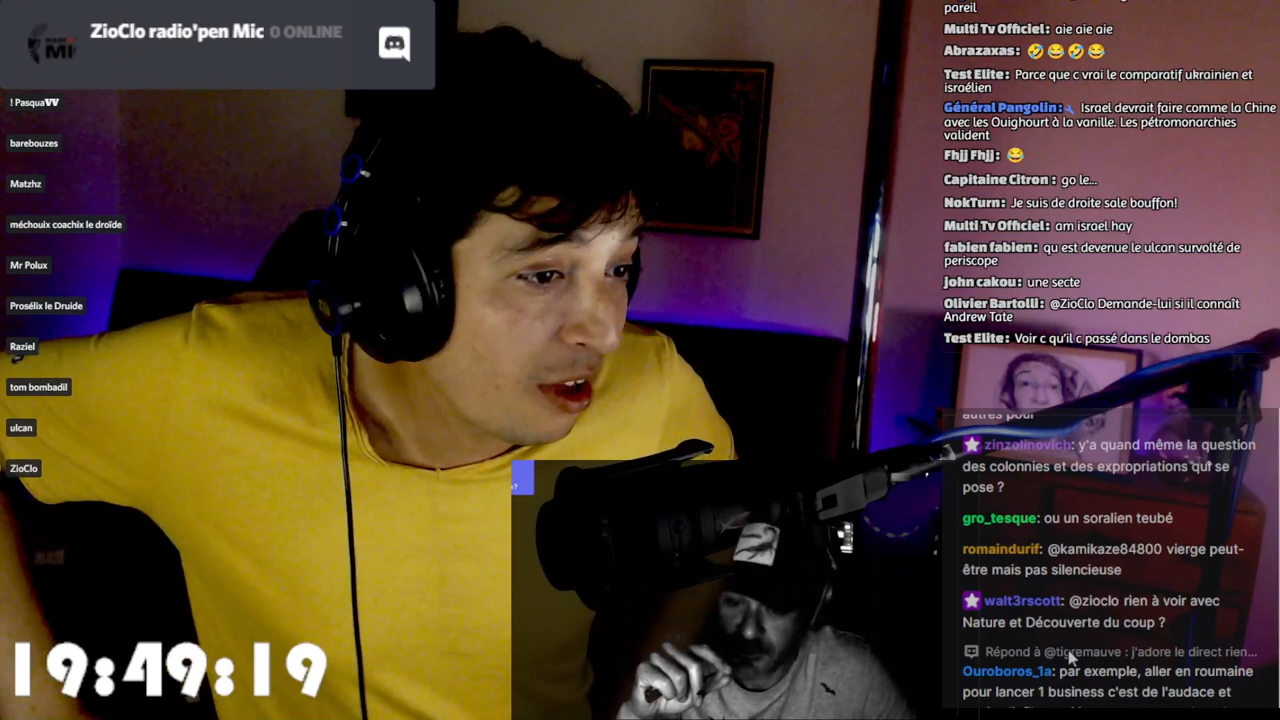 ZioClo radio'pen Mic 0 ONLINE
MI
! PasquaVV
barebouzes
Matzhz
méchouix coachix le droïde
Mr Polux
Prosélix le Druide
Raziel
tom bombadil
ulcan
ZioClo
19:49:19
?
pareil
Multi Tv Officiel: aie aie aie
Abrazaxas: 🤣😂🤣😂
Test Elite: Parce que c vrai le comparatif ukrainien et
israélien
Général Pangolin: Israel devrait faire comme la Chine
avec les Ouighourt à la vanille. Les pétromonarchies
valident
Fhjj Fhjj: 😂
Capitaine Citron: go le...
NokTurn: Je suis de droite sale bouffon!
Multi Tv Officiel: am israel hay
fabien fabien: qu est devenue le ulcan survolté de
periscope
john cakou: une secte
Olivier Bartolli: @ZioClo Demande-lui si il connaît
Andrew Tate
Test Elite: Voir c qu'il c passé dans le dombas
autres pour
zinzolinovich: y'a quand même la question
des colonnies et des expropriations qui se
pose ?
gro_tesque: ou un soralien teubé
romaindurif: @kamikaze84800 vierge peut-
être mais pas silencieuse
walt3rscott: @zioclo rien à voir avec
Nature et Découverte du coup ?
Répond à @tigremauve : j'adore le direct rien...
Ouroboros_1a: par exemple, aller en roumaine
pour lancer 1 business c'est de l'audace et